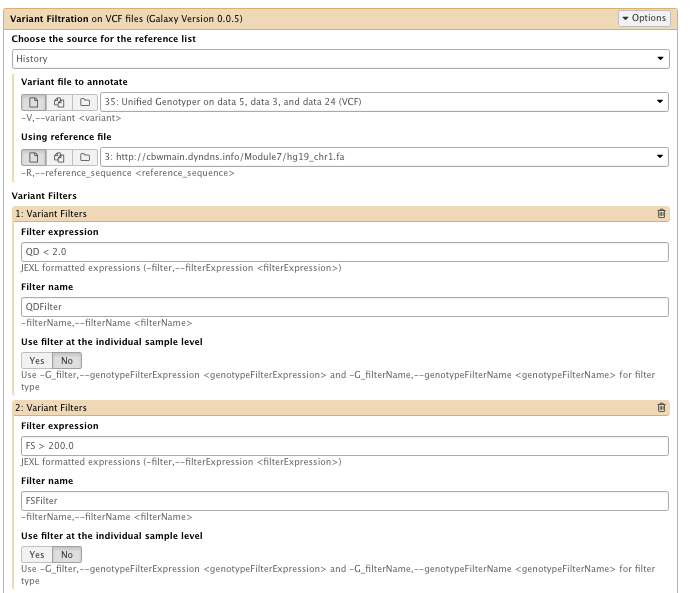 Variant Filtration on VCF files (Galaxy Version 0.0.5)
Options
Choose the source for the reference list
History
Variant file to annotate
35: Unified Genotyper on data 5, data 3, and data 24 (VCF)
-V,--variant <variant>
Using reference file
3: http://cbwmain.dyndns.info/Module7/hg19_chr1.fa
-R,--reference_sequence <reference_sequence>
Variant Filters
1: Variant Filters
Filter expression
QD < 2.0
JEXL formatted expressions (-filter,--filterExpression <filterExpression>)
Filter name
QDFilter
-filterName,--filterName <filterName>
Use filter at the individual sample level
Yes No
Use -G_filter,--genotypeFilterExpression <genotypeFilterExpression> and -G_filterName,--genotypeFilterName <genotypeFilterName> for filter
type
2: Variant Filters
Filter expression
FS > 200.0
JEXL formatted expressions (-filter,--filterExpression <filterExpression>)
Filter name
FSFilter
-filterName,--filterName <filterName>
Use filter at the individual sample level
Yes No
Use -G_filter,--genotypeFilterExpression <genotypeFilterExpression> and -G_filterName,--genotypeFilterName <genotypeFilterName> for filter
type